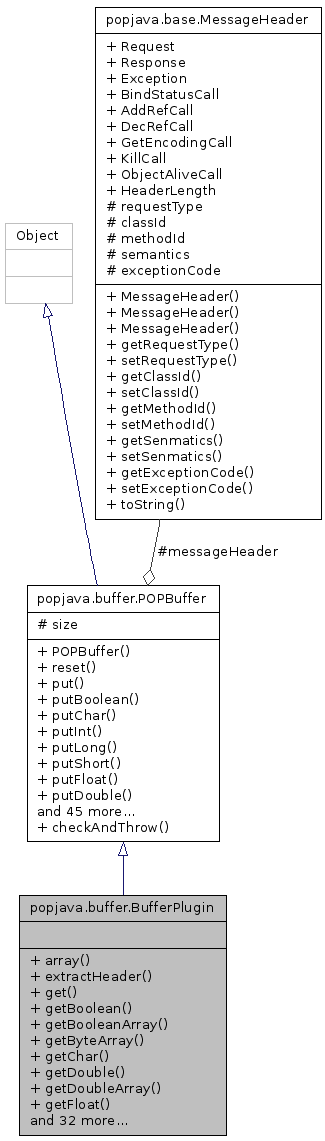 popjava.base.MessageHeader
+ Request
+ Response
+ Exception
+ BindStatusCall
+ AddRefCall
+ DecRefCall
+ GetEncodingCall
+ KillCall
+ ObjectAliveCall
+ HeaderLength
# requestType
# classId
# methodId
# semantics
# exceptionCode
+ MessageHeader()
+ MessageHeader()
+ MessageHeader()
+ getRequestType()
+ setRequestType()
+ getClassId()
+ setClassId()
+ getMethodId()
+ setMethodId()
+ getSenmatics()
+ setSenmatics()
+ getExceptionCode()
+ setExceptionCode()
+ toString()
Object
#messageHeader
popjava.buffer.POPBuffer
# size
+ POPBuffer()
+ reset()
+ put()
+ putBoolean()
+ putChar()
+ putInt()
+ putLong()
+ putShort()
+ putFloat()
+ putDouble()
and 45 more...
+ checkAndThrow()
popjava.buffer.BufferPlugin
+ array()
+ extractHeader()
+ get()
+ getBoolean()
+ getBooleanArray()
+ getByteArray()
+ getChar()
+ getDouble()
+ getDoubleArray()
+ getFloat()
and 32 more...